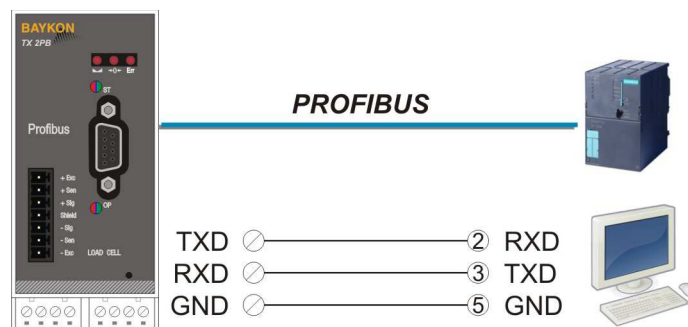 BAYKON
TX 2PB
→0← Err
ST
PROFIBUS
Profibus
+ Exc
+ Sen
+ Sig
Shield
- Sig
- Sen
- Exc
OP
LOAD CELL
TXD 2 RXD
RXD 3 TXD
GND 5 GND